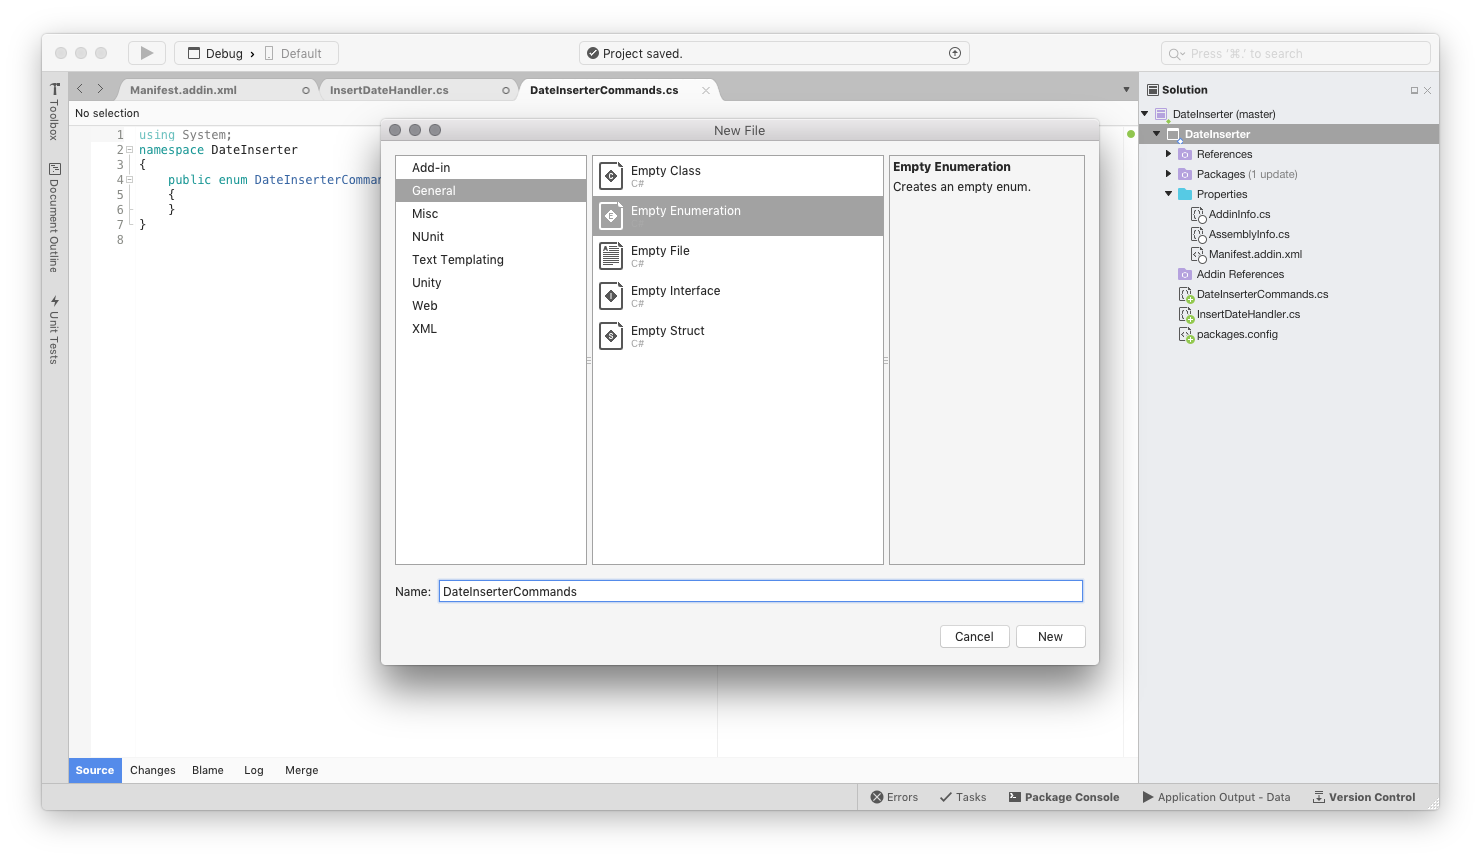 Debug › Default
Project saved.
Press '⌘.' to search
Toolbox
Document Outline
Unit Tests
Manifest.addin.xml
InsertDateHandler.cs
DateInserterCommands.cs
No selection
1 using System;
2 namespace DateInserter
3 {
4 public enum DateInserterComman
5 {
6 }
7 }
8
New File
Add-in
General
Misc
NUnit
Text Templating
Unity
Web
XML
Empty Class
C#
Empty Enumeration
Empty File
C#
Empty Interface
C#
Empty Struct
C#
Empty Enumeration
Creates an empty enum.
Name: DateInserterCommands
Cancel
New
Solution
DateInserter (master)
DateInserter
References
Packages (1 update)
Properties
AddinInfo.cs
AssemblyInfo.cs
Manifest.addin.xml
Addin References
DateInserterCommands.cs
InsertDateHandler.cs
packages.config
Source
Changes
Blame
Log
Merge
Errors
Tasks
Package Console
Application Output - Data
Version Control